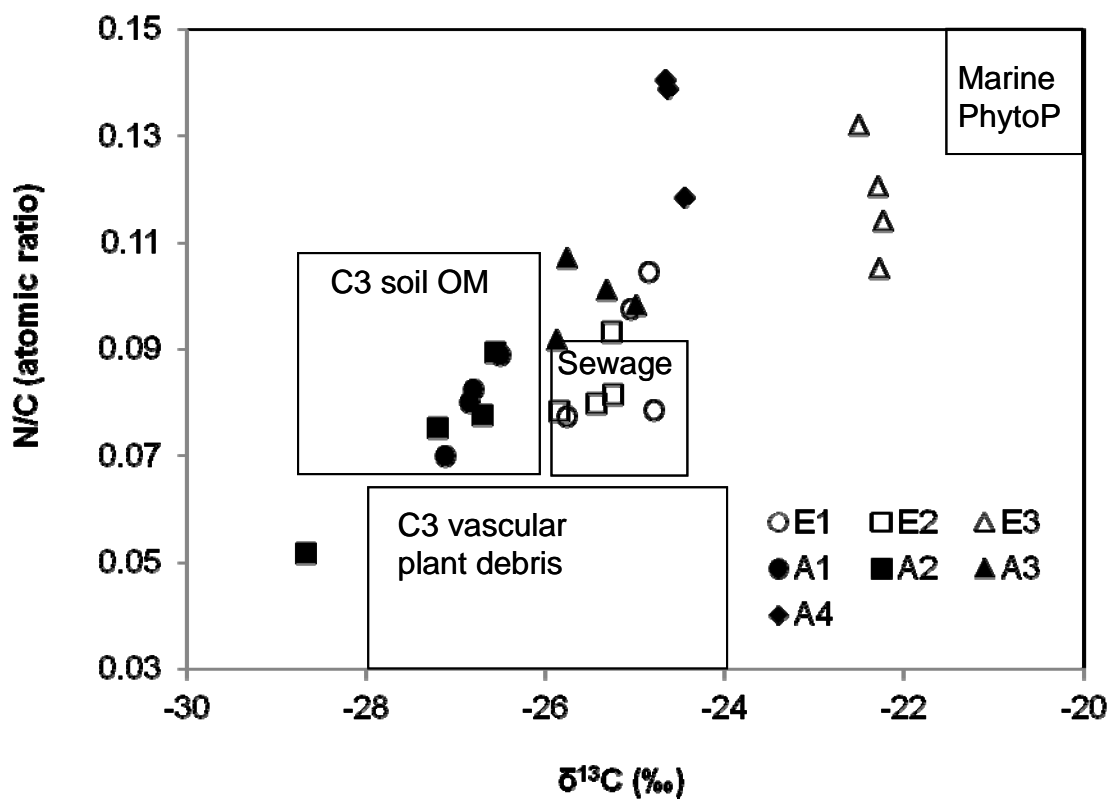 0.15
0.13
0.11
0.09
0.07
0.05
0.03
N/C (atomic ratio)
Marine
PhytoP
C3 soil OM
Sewage
C3 vascular
plant debris
E1 E2 E3
A1 A2 A3
A4
-30 -28 -26 -24 -22 -20
δ¹³C (‰)